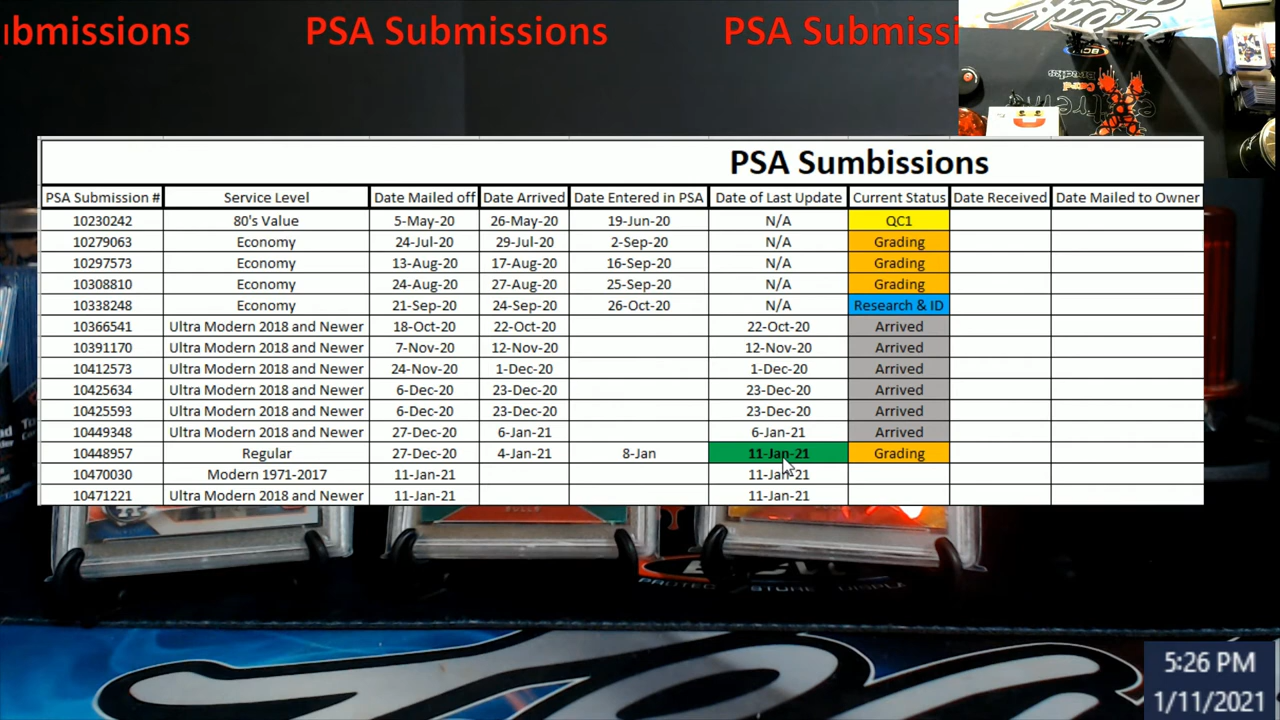 bmissions PSA Submissions PSA Submissi
PSA Sumbissions
PSA Submission # Service Level Date Mailed off Date Arrived Date Entered in PSA Date of Last Update Current Status Date Received Date Mailed to Owner
10230242 80's Value 5-May-20 26-May-20 19-Jun-20 N/A QC1
10279063 Economy 24-Jul-20 29-Jul-20 2-Sep-20 N/A Grading
10297573 Economy 13-Aug-20 17-Aug-20 16-Sep-20 N/A Grading
10308810 Economy 24-Aug-20 27-Aug-20 25-Sep-20 N/A Grading
10338248 Economy 21-Sep-20 24-Sep-20 26-Oct-20 N/A Research & ID
10366541 Ultra Modern 2018 and Newer 18-Oct-20 22-Oct-20 22-Oct-20 Arrived
10391170 Ultra Modern 2018 and Newer 7-Nov-20 12-Nov-20 12-Nov-20 Arrived
10412573 Ultra Modern 2018 and Newer 24-Nov-20 1-Dec-20 1-Dec-20 Arrived
10425634 Ultra Modern 2018 and Newer 6-Dec-20 23-Dec-20 23-Dec-20 Arrived
10425593 Ultra Modern 2018 and Newer 6-Dec-20 23-Dec-20 23-Dec-20 Arrived
10449348 Ultra Modern 2018 and Newer 27-Dec-20 6-Jan-21 6-Jan-21 Arrived
10448957 Regular 27-Dec-20 4-Jan-21 8-Jan 11-Jan-21 Grading
10470030 Modern 1971-2017 11-Jan-21 11-Jan-21
10471221 Ultra Modern 2018 and Newer 11-Jan-21 11-Jan-21
BULLS
5:26 PM
1/11/2021